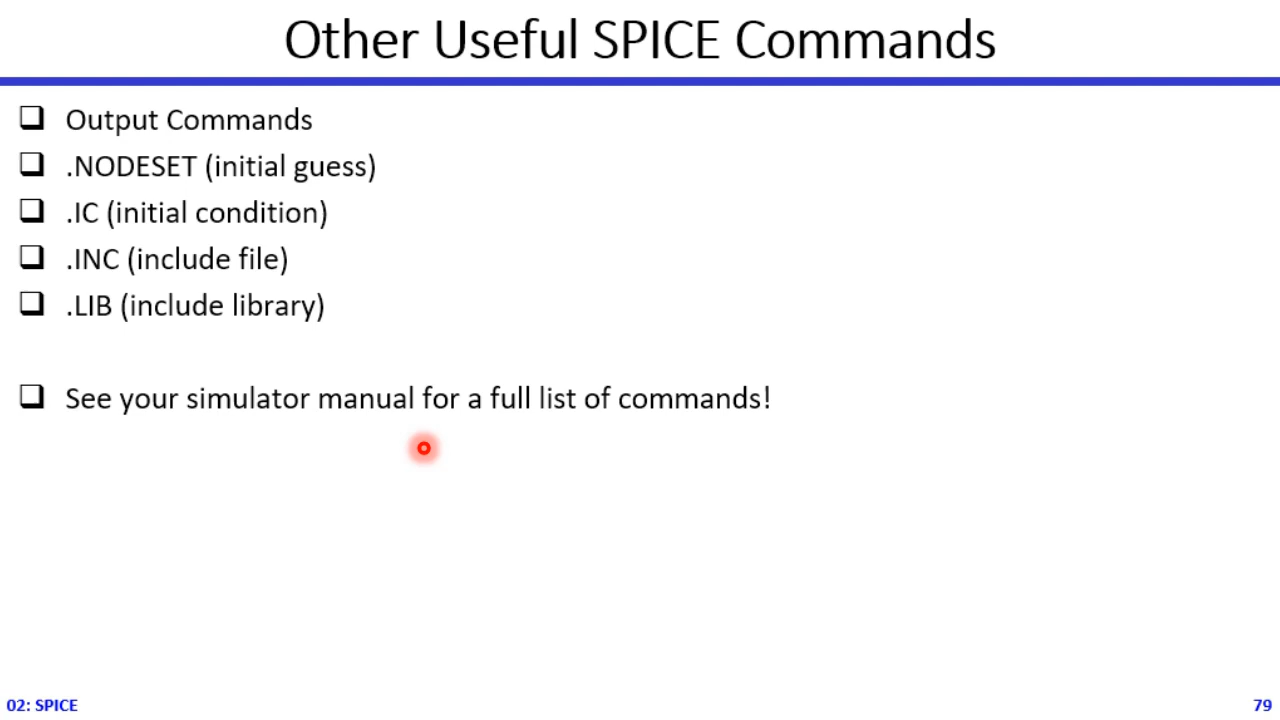 Other Useful SPICE Commands
Output Commands
.NODESET (initial guess)
.IC (initial condition)
.INC (include file)
.LIB (include library)
See your simulator manual for a full list of commands!
02: SPICE
79